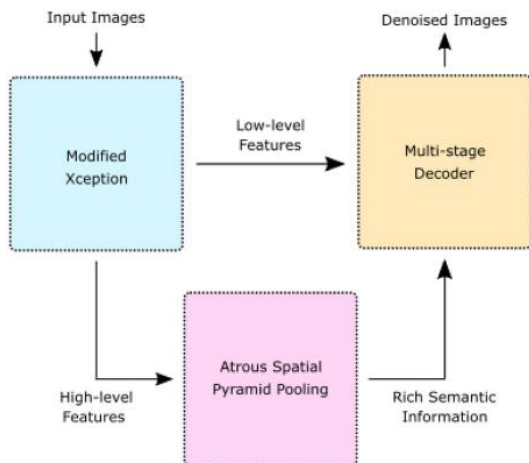 Input Images
Denoised Images
Modified
Xception
Low-level
Features
Multi-stage
Decoder
Atrous Spatial
Pyramid Pooling
High-level
Features
Rich Semantic
Information